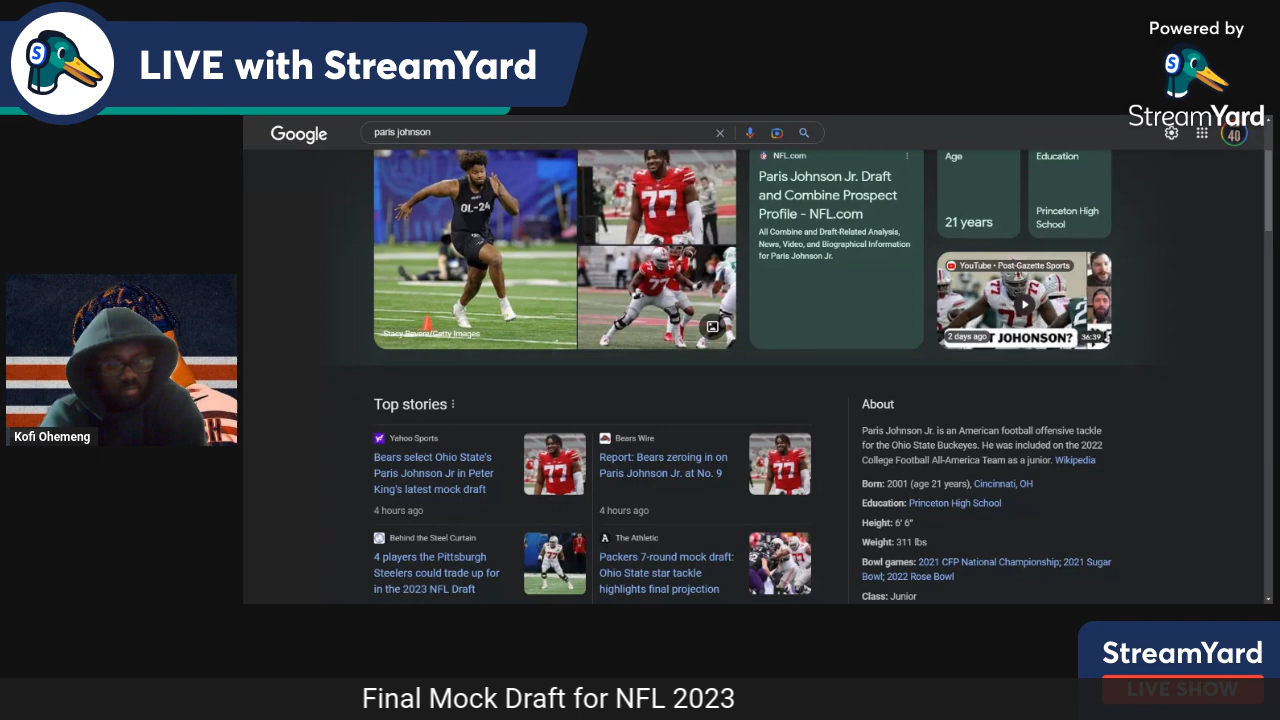 LIVE with StreamYard
S
Powered by
S
StreamYard
Google
paris johnson
40
OL-24
Stacy Revere/Getty Images
77
77
NFL.com
Paris Johnson Jr. Draft
and Combine Prospect
Profile - NFL.com
All Combine and Draft-Related Analysis,
News, Video, and Biographical Information
for Paris Johnson Jr.
Age
21 years
Education
Princeton High
School
YouTube • Post-Gazette Sports
77
2 days ago
T JOHONSON?
36:39
Top stories
Yahoo Sports
Bears select Ohio State's
Paris Johnson Jr in Peter
King's latest mock draft
4 hours ago
77
Bears Wire
Report: Bears zeroing in on
Paris Johnson Jr. at No. 9
4 hours ago
77
Behind the Steel Curtain
4 players the Pittsburgh
Steelers could trade up for
in the 2023 NFL Draft
77
A The Athletic
Packers 7-round mock draft:
Ohio State star tackle
highlights final projection
About
Paris Johnson Jr. is an American football offensive tackle
for the Ohio State Buckeyes. He was included on the 2022
College Football All-America Team as a junior. Wikipedia
Born: 2001 (age 21 years), Cincinnati, OH
Education: Princeton High School
Height: 6′ 6″
Weight: 311 lbs
Bowl games: 2021 CFP National Championship; 2021 Sugar
Bowl; 2022 Rose Bowl
Class: Junior
Kofi Ohemeng
StreamYard
LIVE SHOW
Final Mock Draft for NFL 2023